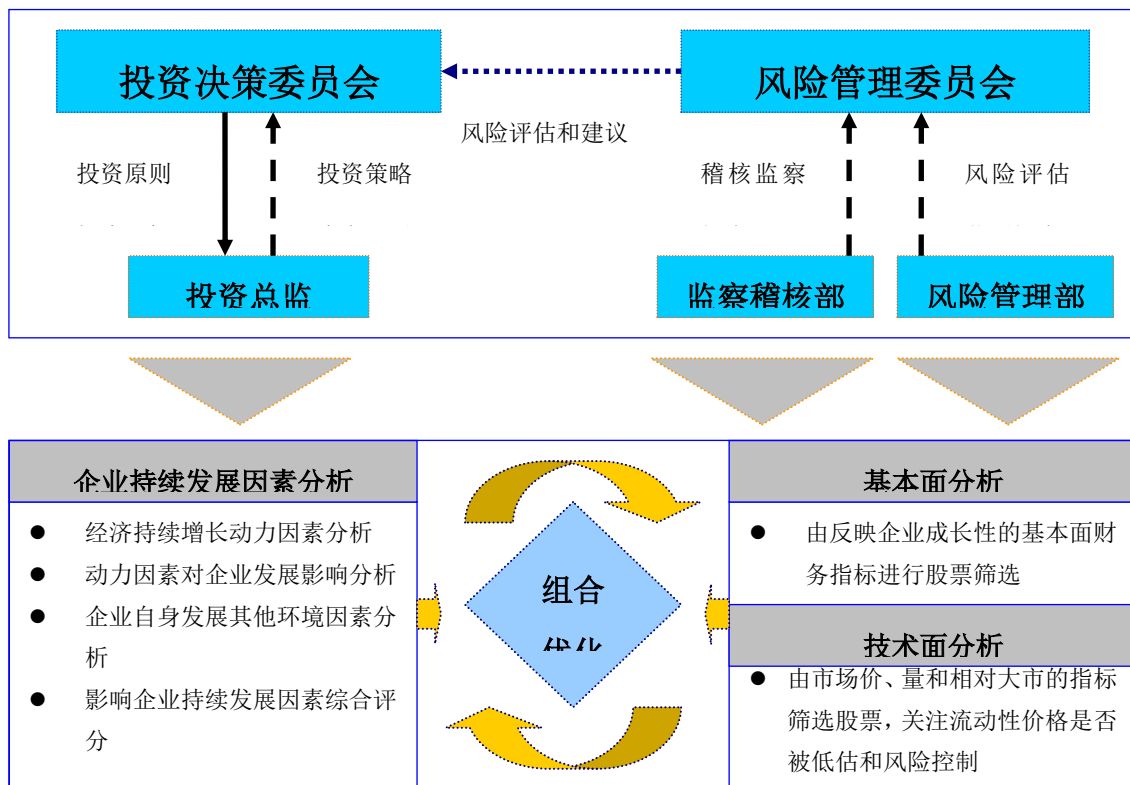 投资决策委员会
风险管理委员会
风险评估和建议
投资原则
投资策略
稽核监察
风险评估
投资总监
监察稽核部
风险管理部
企业持续发展因素分析
● 经济持续增长动力因素分析
● 动力因素对企业发展影响分析
● 企业自身发展其他环境因素分
析
● 影响企业持续发展因素综合评
分
组合
优化
基本面分析
● 由反映企业成长性的基本面财
务指标进行股票筛选
技术面分析
● 由市场价、量和相对大市的指标
筛选股票，关注流动性价格是否
被低估和风险控制